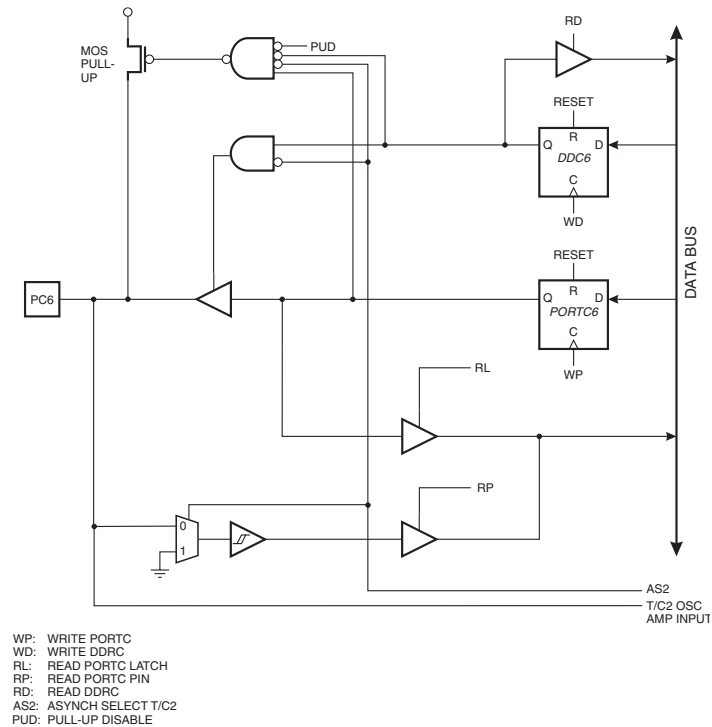 RD
PUD
MOS
PULL-
UP
RESET
R
Q
D
DDC6
C
WD
RESET
PC6
R
Q
D
PORTC6
C
WP
DATA BUS
RL
RP
0
1
AS2
T/C2 OSC
AMP INPUT
WP: WRITE PORTC
WD: WRITE DDRC
RL: READ PORTC LATCH
RP: READ PORTC PIN
RD: READ DDRC
AS2: ASYNCH SELECT T/C2
PUD: PULL-UP DISABLE